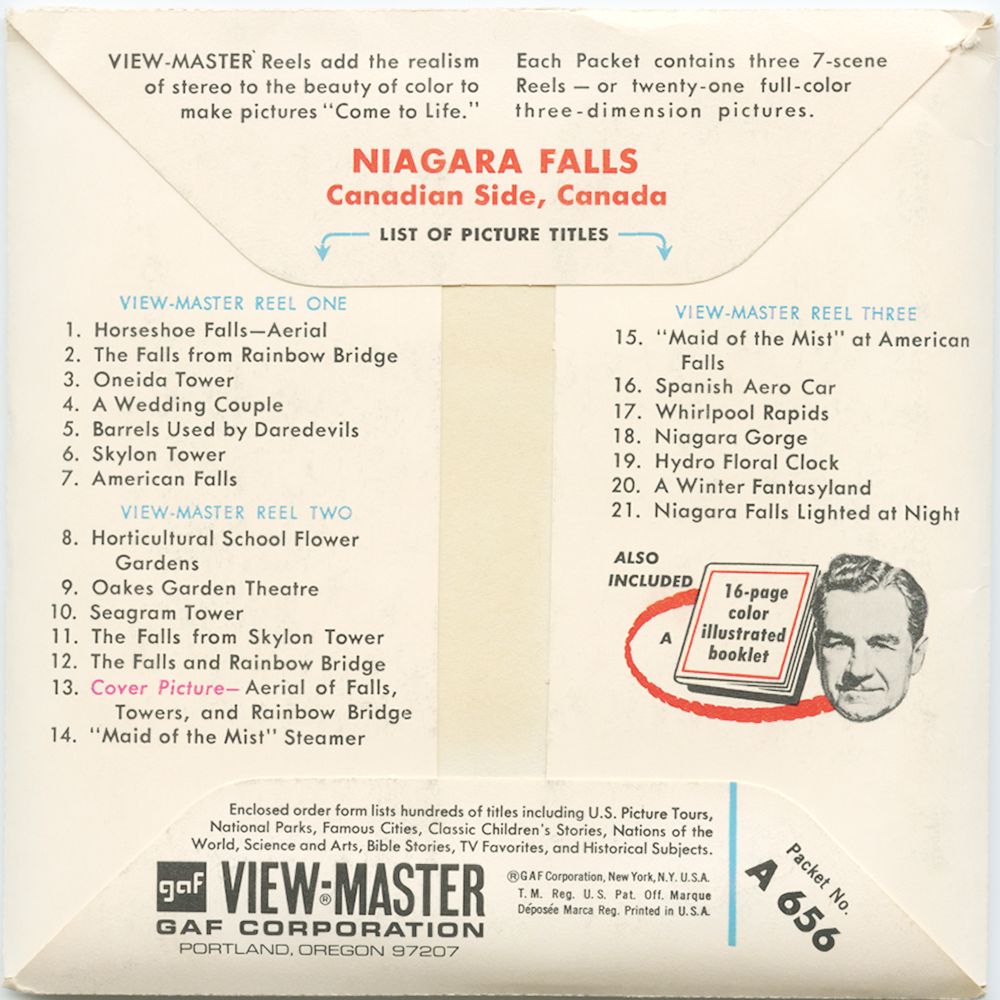 VIEW-MASTER® Reels add the realism
of stereo to the beauty of color to
make pictures "Come to Life."
Each Packet contains three 7-scene
Reels — or twenty-one full-color
three-dimension pictures.
NIAGARA FALLS
Canadian Side, Canada
LIST OF PICTURE TITLES
VIEW-MASTER REEL ONE
1. Horseshoe Falls—Aerial
2. The Falls from Rainbow Bridge
3. Oneida Tower
4. A Wedding Couple
5. Barrels Used by Daredevils
6. Skylon Tower
7. American Falls
VIEW-MASTER REEL TWO
8. Horticultural School Flower
Gardens
9. Oakes Garden Theatre
10. Seagram Tower
11. The Falls from Skylon Tower
12. The Falls and Rainbow Bridge
13. Cover Picture—Aerial of Falls,
Towers, and Rainbow Bridge
14. "Maid of the Mist" Steamer
VIEW-MASTER REEL THREE
15. "Maid of the Mist" at American
Falls
16. Spanish Aero Car
17. Whirlpool Rapids
18. Niagara Gorge
19. Hydro Floral Clock
20. A Winter Fantasyland
21. Niagara Falls Lighted at Night
ALSO
INCLUDED
A
16-page
color
illustrated
booklet
Enclosed order form lists hundreds of titles including U.S. Picture Tours,
National Parks, Famous Cities, Classic Children's Stories, Nations of the
World, Science and Arts, Bible Stories, TV Favorites, and Historical Subjects.
gaf VIEW-MASTER®
GAF CORPORATION
PORTLAND, OREGON 97207
®GAF Corporation, New York, N.Y. U.S.A.
T.M. Reg. U.S. Pat. Off. Marque
Déposée Marca Reg. Printed in U.S.A.
Packet No.
A 656